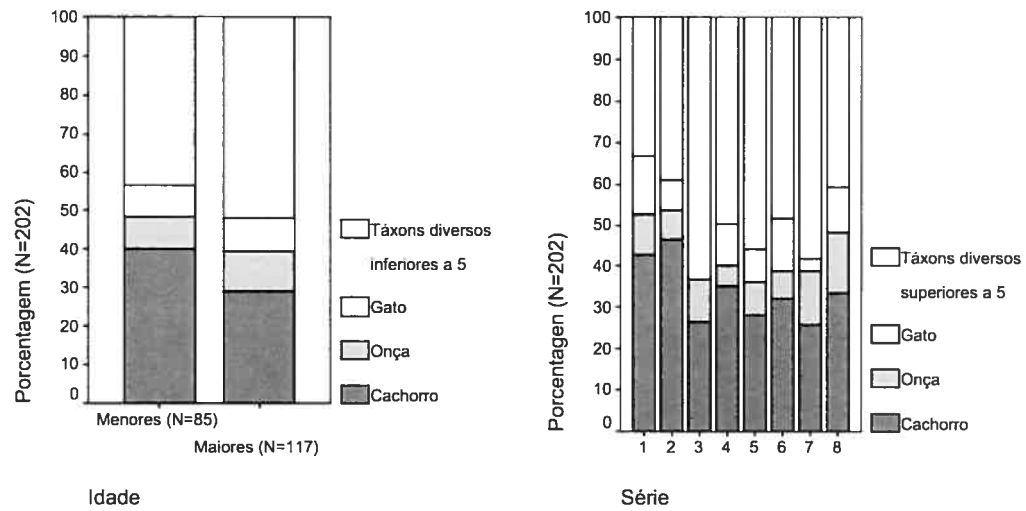 100
90
80
70
60
50
40
30
20
10
0
Porcentagem (N=202)
Menores (N=85)
Maiores (N=117)
Idade
Táxons diversos
inferiores a 5
Gato
Onça
Cachorro
100
90
80
70
60
50
40
30
20
10
0
Porcentagen (N=202)
1 2 3 4 5 6 7 8
Série
Táxons diversos
superiores a 5
Gato
Onça
Cachorro